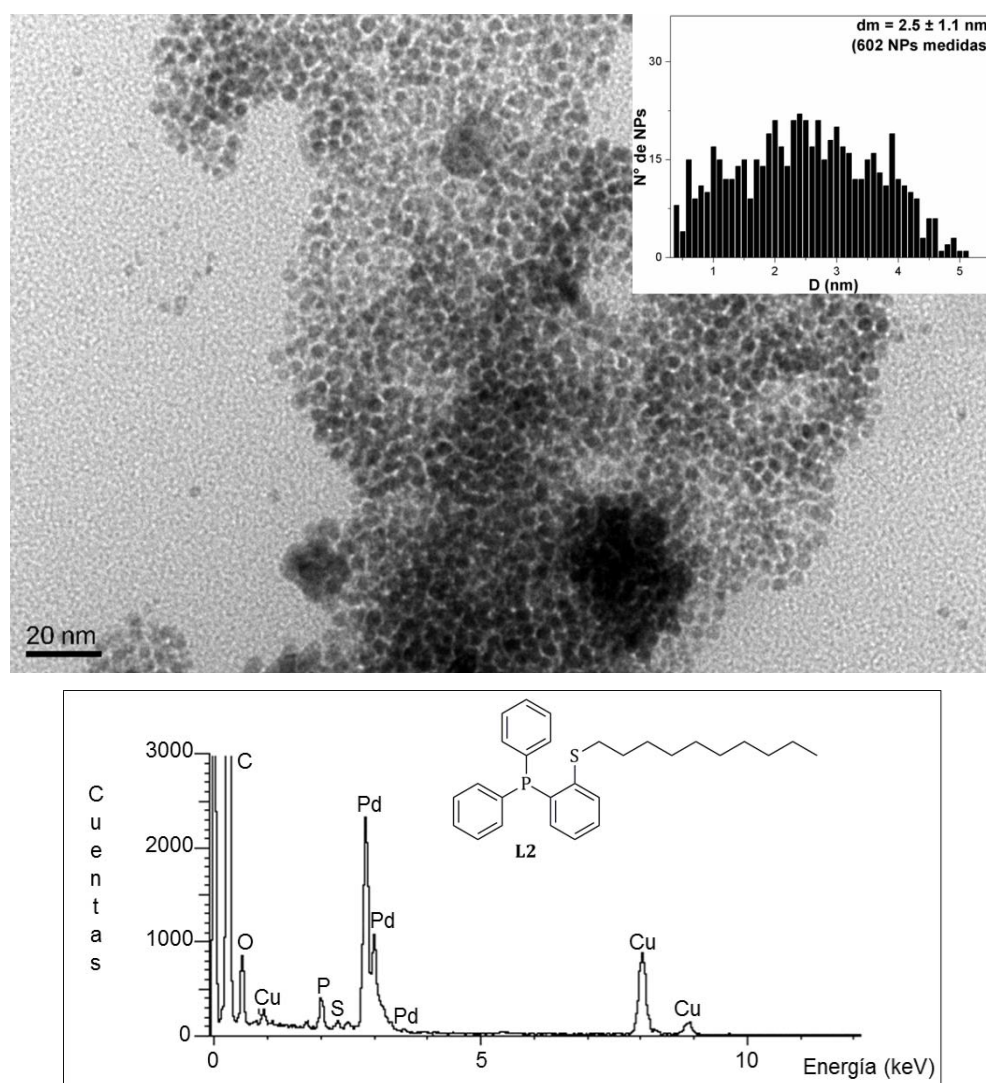 dm = 2.5 ± 1.1 nm
(602 NPs medidas
30
15
0
N° de NPs
1 2 3 4 5
D (nm)
20 nm
3000
2000
1000
0
Cuentas
C
O
Cu
P
S
Pd
Pd
Pd
Cu
Cu
S
P
L2
0 5 10
Energía (keV)